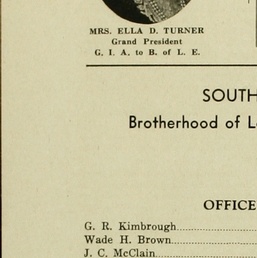 MRS. ELLA D. TURNER
Grand President
G. I. A. to B. of L. E.
SOUTH
Brotherhood of L
OFFICE
G. R. Kimbrough
Wade H. Brown
J. C. McClain